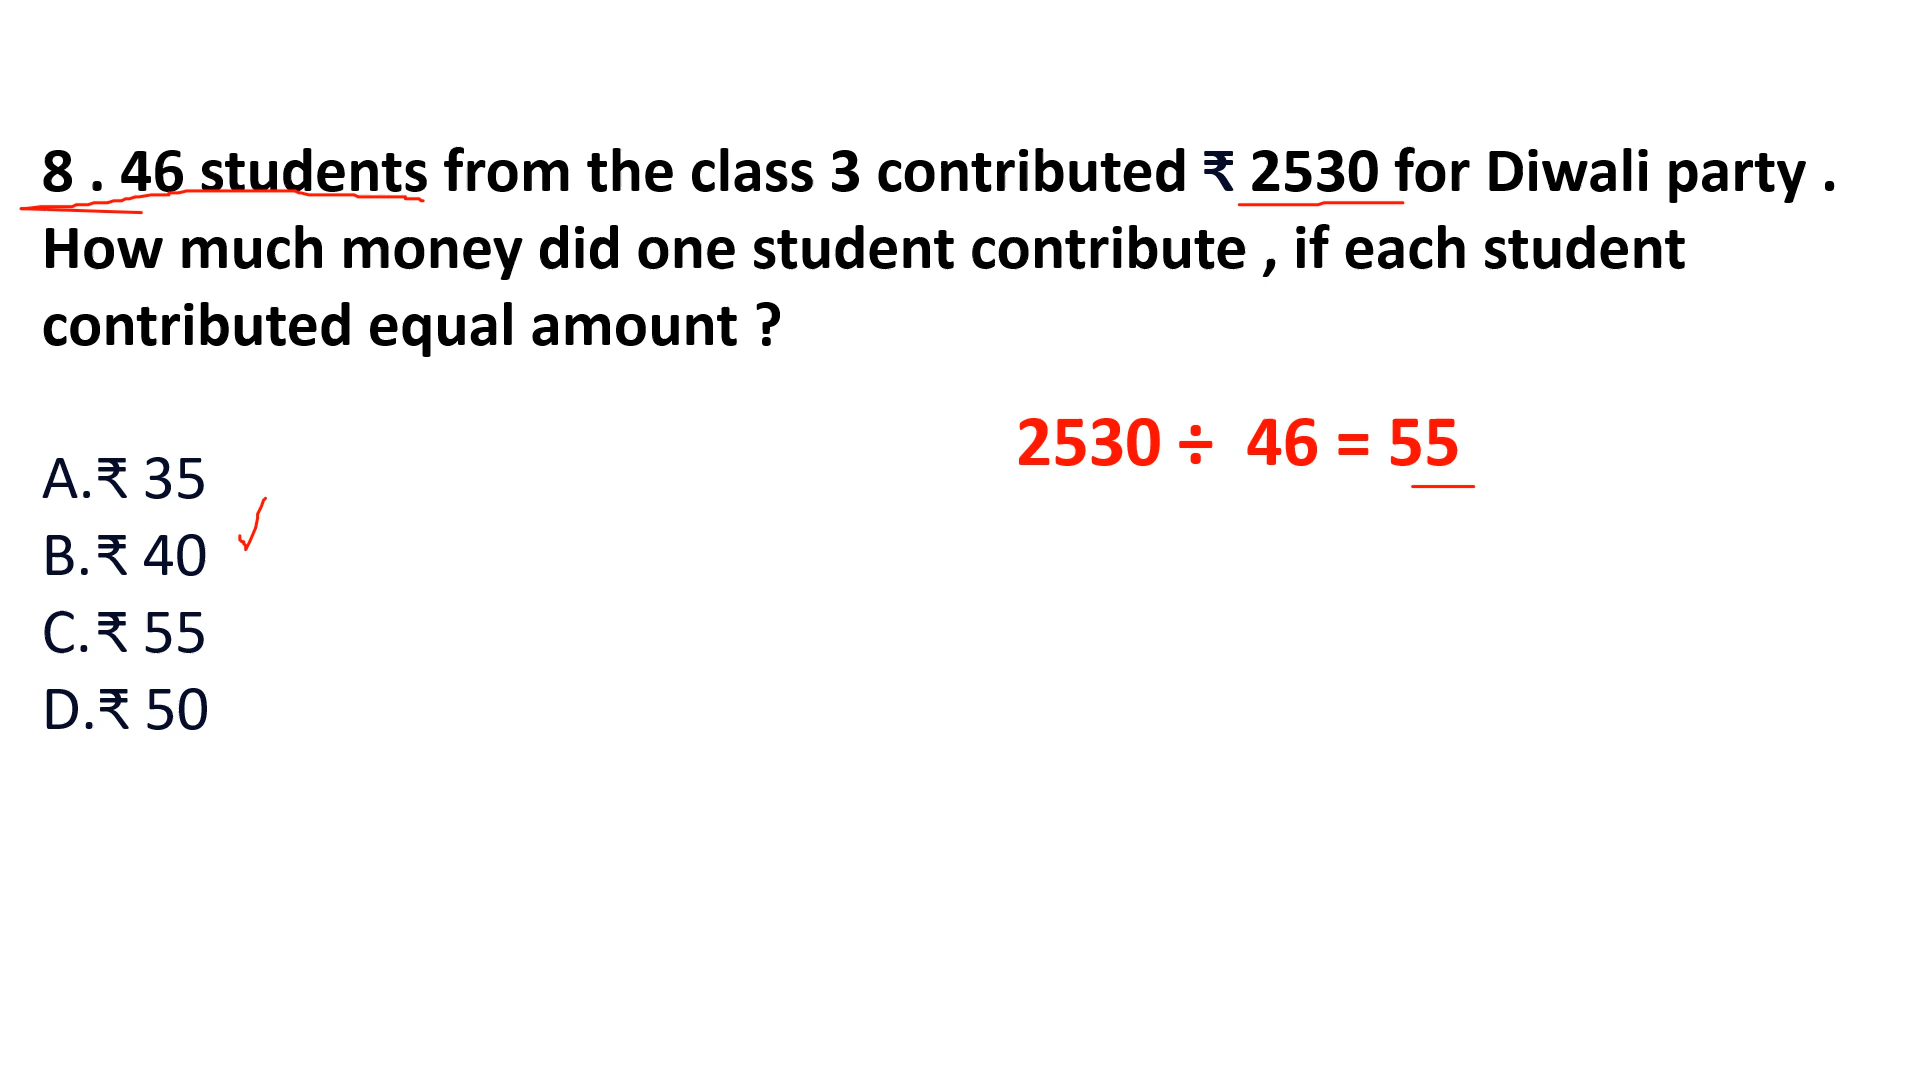 8 . 46 students from the class 3 contributed ₹ 2530 for Diwali party .
How much money did one student contribute , if each student
contributed equal amount ?
2530 ÷ 46 = 55
A.₹ 35
B.₹ 40
C.₹ 55
D.₹ 50